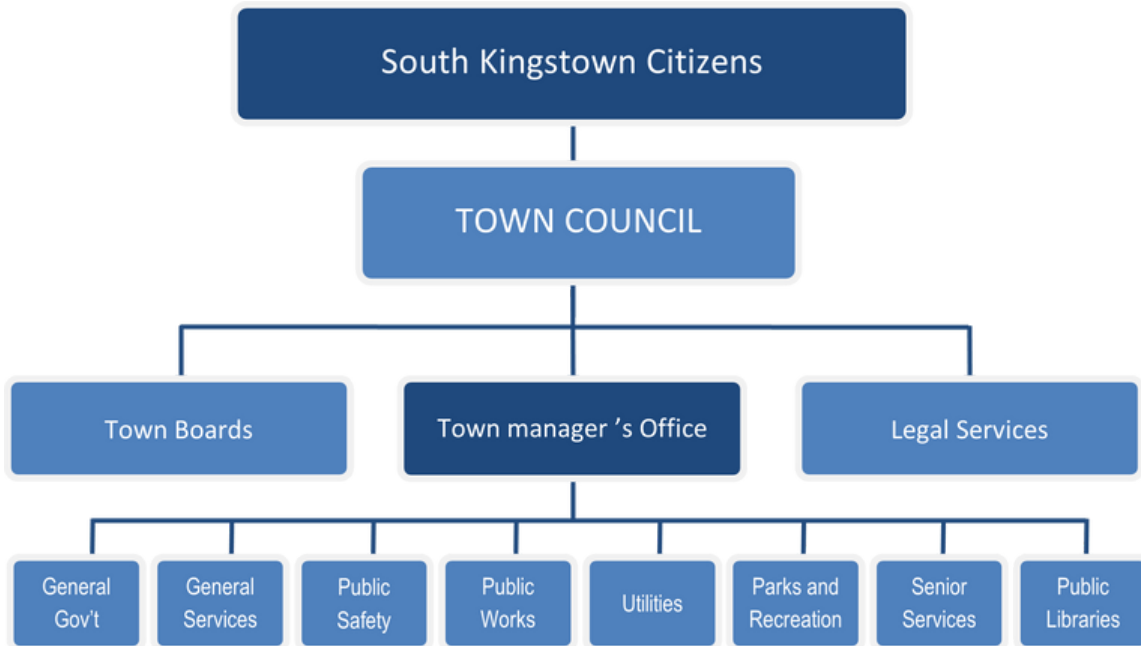 South Kingstown Citizens
TOWN COUNCIL
Town Boards
Town manager ’s Office
Legal Services
General
Gov’t
General
Services
Public
Safety
Public
Works
Utilities
Parks and
Recreation
Senior
Services
Public
Libraries